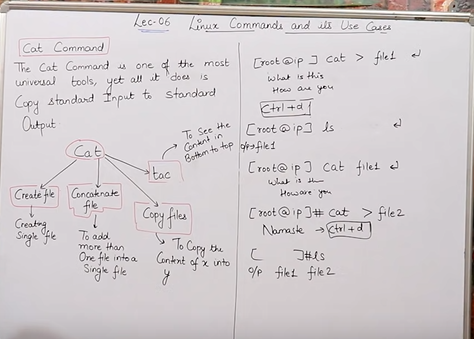 Lec-06 Linux Commands and its Use Cases
Cat Command
The Cat Command is one of the most
universal tools, yet all it does is
Copy standard Input to Standard
Output.
Cat
Create file
Creating
Single file
Concatenate
file
To add
more than
One file into a
Single file
Copy files
To Copy the
Content of x into
y
tac
To See the
Content in
Bottom to top
[root@ip ] cat > file1 ↵
What is this
How are you
Ctrl+d
[root@ip ] ls ↵
o/p→file1
[root@ip ] Cat file1 ↵
What is th
How are you
[root@ip ]# cat > file2
Namaste → Ctrl+d
[ ]#ls
o/p file1 file2